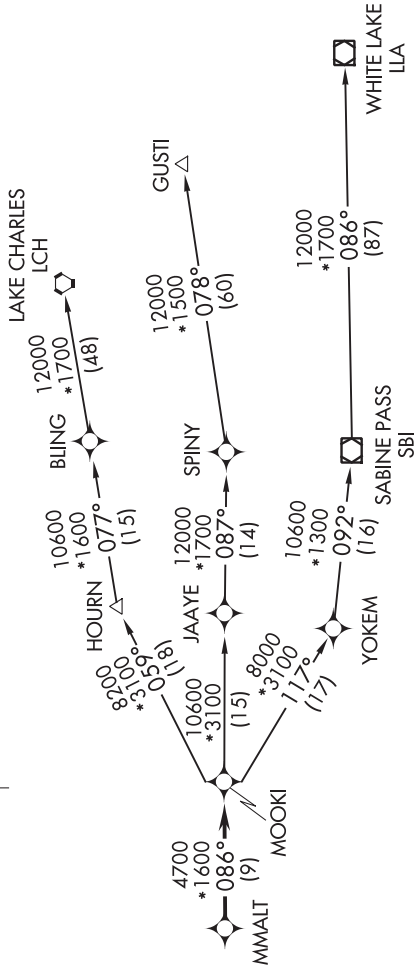 LAKE CHARLES
LCH
12000
*1700
(48)
BLING
10600
*1600
077°
(15)
HOURN
8200
*3100
059°
(18)
GUSTI
12000
*1500
078°
(60)
SPINY
12000
*1700
087°
(14)
JAAYE
10600
*3100
(15)
WHITE LAKE
LLA
12000
*1700
086°
(87)
SABINE PASS
SBI
10600
*1300
092°
(16)
YOKEM
8000
*3100
117°
(17)
MOOKI
4700
*1600
086°
(9)
MMALT